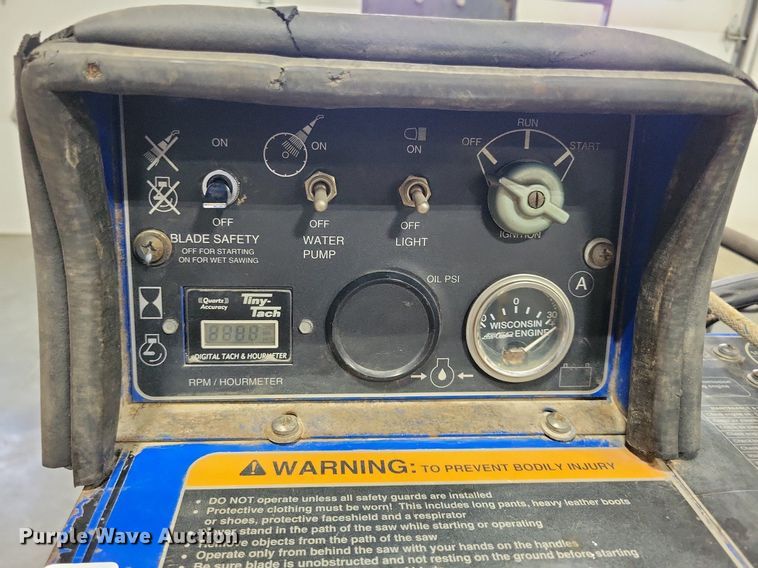 ON
ON
ON
OFF
RUN
START
OFF
OFF
OFF
IGNITION
BLADE SAFETY
OFF FOR STARTING
ON FOR WET SAWING
WATER
PUMP
LIGHT
OIL PSI
A
Quartz
Accuracy
Tiny-
Tach
DIGITAL TACH & HOURMETER
RPM / HOURMETER
0
30
WISCONSIN
ENGINE
WARNING: TO PREVENT BODILY INJURY
• DO NOT operate unless all safety guards are installed
• Protective clothing must be worn! This includes long pants, heavy leather boots
or shoes, protective faceshield and a respirator
stand in the path of the saw while starting or operating
• Remove objects from the path of the saw
• Operate only from behind the saw with your hands on the handles
• Be sure blade is unobstructed and not resting on the ground before starting
Purple Wave Auction
Purple Wave Auction